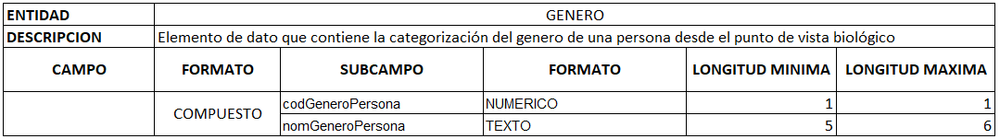 ENTIDAD GENERO
DESCRIPCION Elemento de dato que contiene la categorización del genero de una persona desde el punto de vista biológico
CAMPO FORMATO SUBCAMPO FORMATO LONGITUD MINIMA LONGITUD MAXIMA
COMPUESTO
codGeneroPersona NUMERICO 1 1
nomGeneroPersona TEXTO 5 6